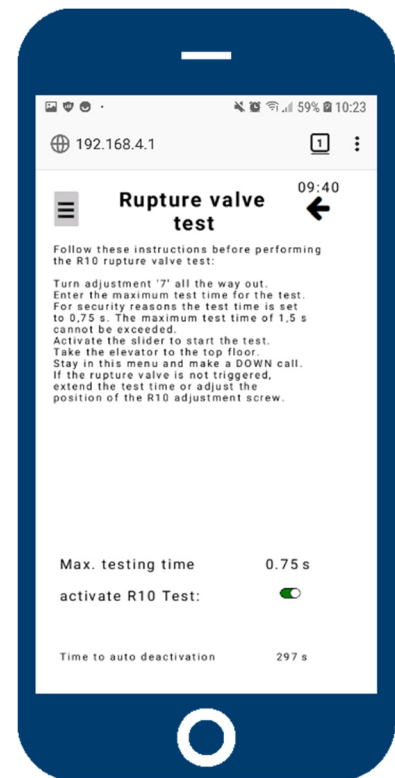 59% 10:23
192.168.4.1 1
09:40
Rupture valve
test
Follow these instructions before performing
the R10 rupture valve test:
Turn adjustment '7' all the way out.
Enter the maximum test time for the test.
For security reasons the test time is set
to 0,75 s. The maximum test time of 1,5 s
cannot be exceeded.
Activate the slider to start the test.
Take the elevator to the top floor.
Stay in this menu and make a DOWN call.
If the rupture valve is not triggered,
extend the test time or adjust the
position of the R10 adjustment screw.
Max. testing time 0.75 s
activate R10 Test:
Time to auto deactivation 297 s